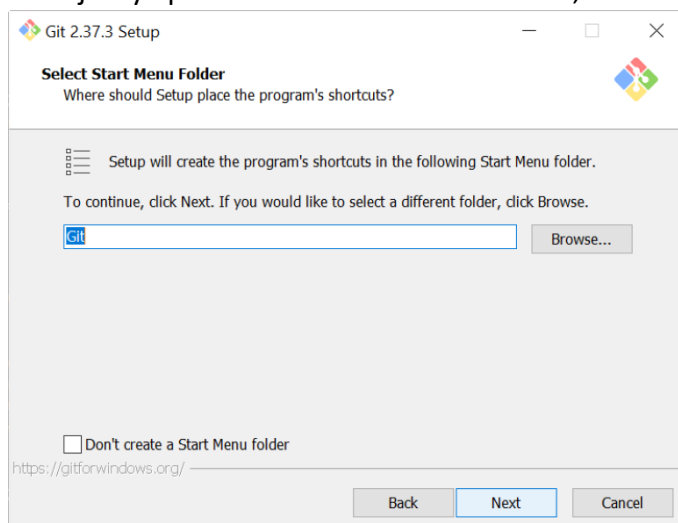 Git 2.37.3 Setup
Select Start Menu Folder
Where should Setup place the program's shortcuts?
Setup will create the program's shortcuts in the following Start Menu folder.
To continue, click Next. If you would like to select a different folder, click Browse.
Git
Browse...
Don't create a Start Menu folder
https://gitforwindows.org/
Back
Next
Cancel